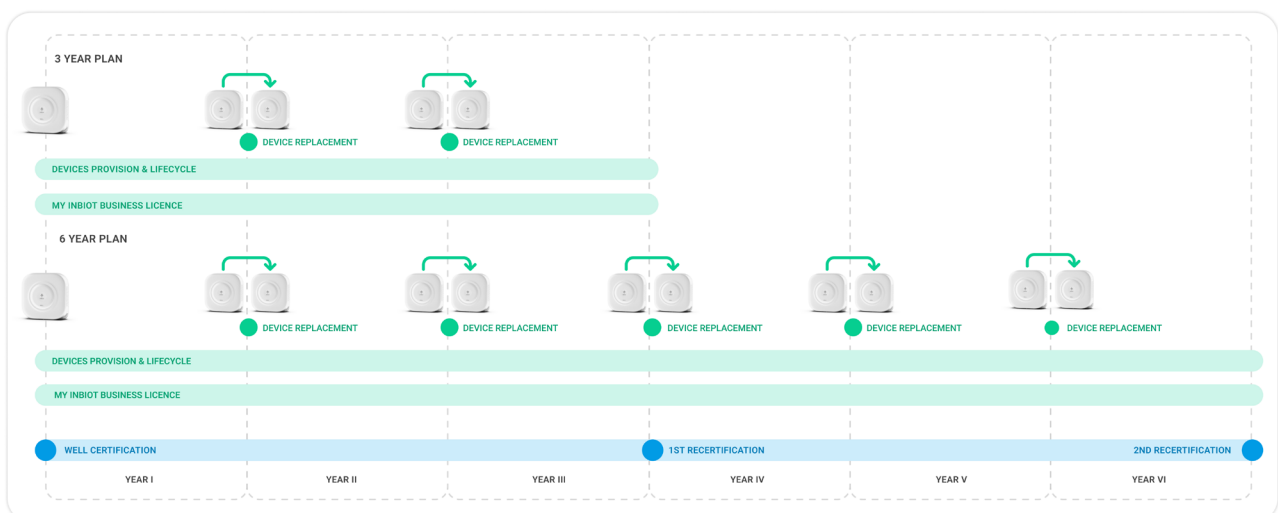 3 YEAR PLAN
DEVICE REPLACEMENT
DEVICE REPLACEMENT
DEVICES PROVISION & LIFECYCLE
MY INBIOT BUSINESS LICENCE
6 YEAR PLAN
DEVICE REPLACEMENT
DEVICE REPLACEMENT
DEVICE REPLACEMENT
DEVICE REPLACEMENT
DEVICE REPLACEMENT
DEVICES PROVISION & LIFECYCLE
MY INBIOT BUSINESS LICENCE
WELL CERTIFICATION
1ST RECERTIFICATION
2ND RECERTIFICATION
YEAR I
YEAR II
YEAR III
YEAR IV
YEAR V
YEAR VI